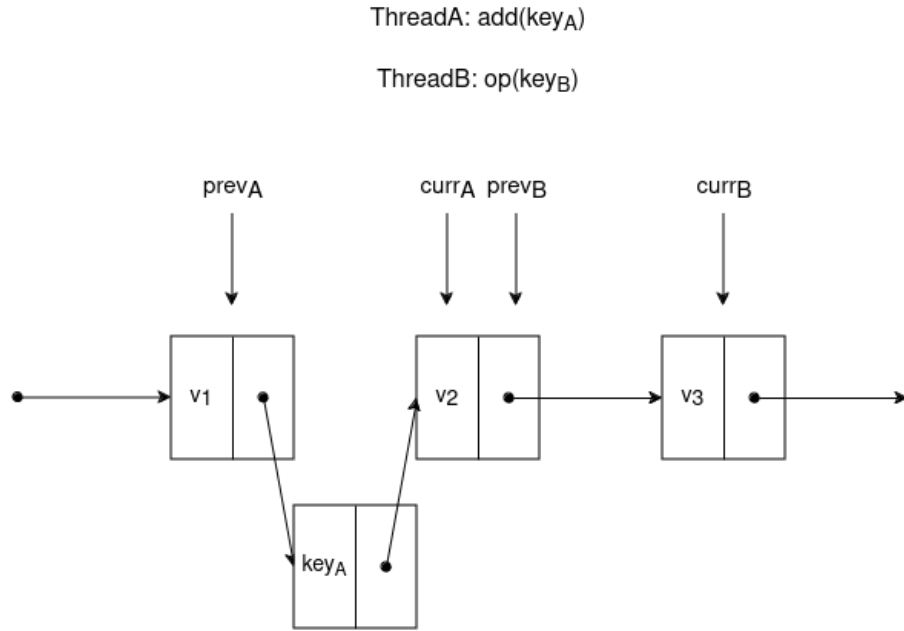 ThreadA: add(keyA)
ThreadB: op(keyB)
prevA currA prevB currB
v1 v2 v3
keyA